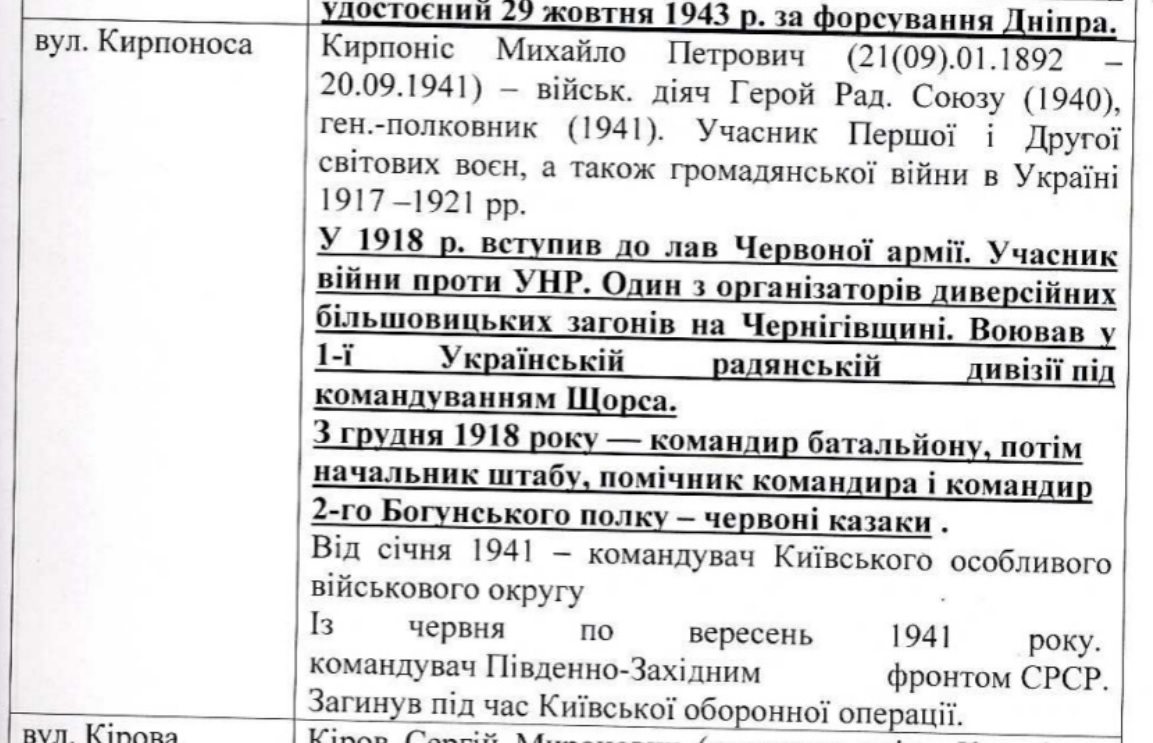 удостоєний 29 жовтня 1943 р. за форсування Дніпра.
вул. Кирпоноса
Кирпоніс Михайло Петрович (21(09).01.1892 –
20.09.1941) – військ. діяч Герой Рад. Союзу (1940),
ген.-полковник (1941). Учасник Першої і Другої
світових воєн, а також громадянської війни в Україні
1917 –1921 рр.
У 1918 р. вступив до лав Червоної армії. Учасник
війни проти УНР. Один з організаторів диверсійних
більшовицьких загонів на Чернігівщині. Воював у
1-ї Українській радянській дивізії під
командуванням Щорса.
З грудня 1918 року — командир батальйону, потім
начальник штабу, помічник командира і командир
2-го Богунського полку – червоні казаки .
Від січня 1941 – командувач Київського особливого
військового округу
Із червня по вересень 1941 року.
командувач Південно-Західним фронтом СРСР.
Загинув під час Київської оборонної операції.
вул. Кірова
Кіров Сергій